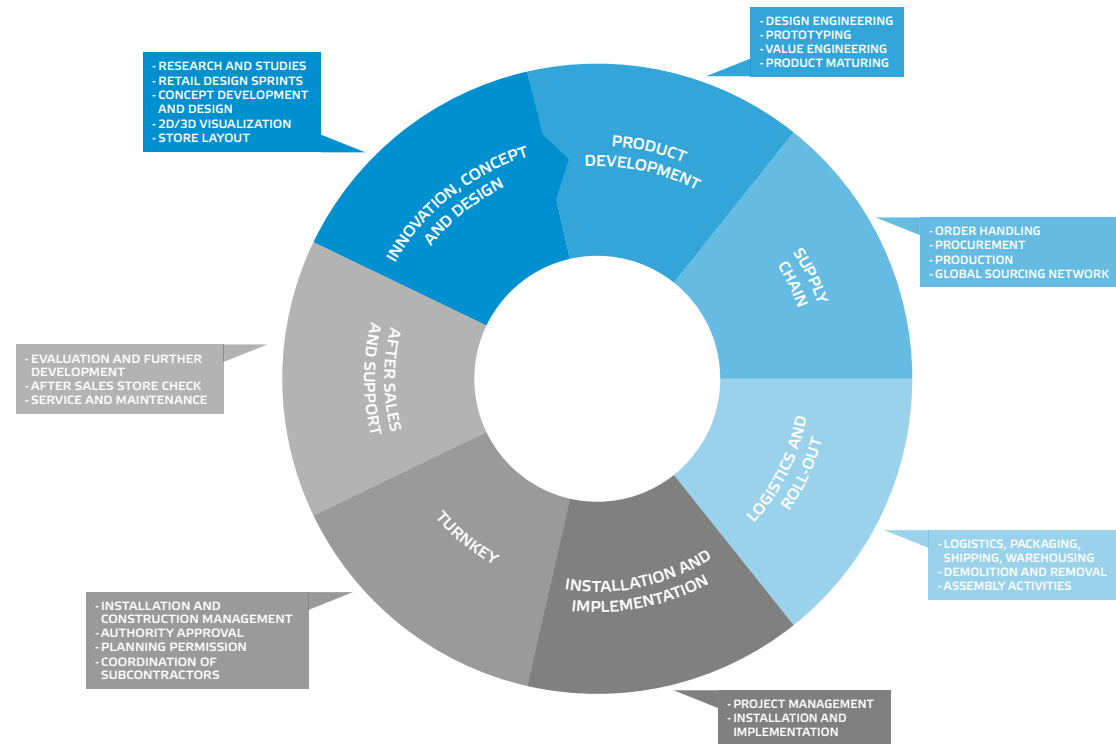 - DESIGN ENGINEERING
- PROTOTYPING
- VALUE ENGINEERING
- PRODUCT MATURING
- RESEARCH AND STUDIES
- RETAIL DESIGN SPRINTS
- CONCEPT DEVELOPMENT
AND DESIGN
- 2D/3D VISUALIZATION
- STORE LAYOUT
INNOVATION, CONCEPT
AND DESIGN
PRODUCT
DEVELOPMENT
SUPPLY
CHAIN
- ORDER HANDLING
- PROCUREMENT
- PRODUCTION
- GLOBAL SOURCING NETWORK
- EVALUATION AND FURTHER
DEVELOPMENT
- AFTER SALES STORE CHECK
- SERVICE AND MAINTENANCE
AFTER SALES
AND SUPPORT
LOGISTICS AND
ROLL-OUT
- LOGISTICS, PACKAGING,
SHIPPING, WAREHOUSING
- DEMOLITION AND REMOVAL
- ASSEMBLY ACTIVITIES
TURNKEY
INSTALLATION AND
IMPLEMENTATION
- INSTALLATION AND
CONSTRUCTION MANAGEMENT
- AUTHORITY APPROVAL
- PLANNING PERMISSION
- COORDINATION OF
SUBCONTRACTORS
- PROJECT MANAGEMENT
- INSTALLATION AND
IMPLEMENTATION